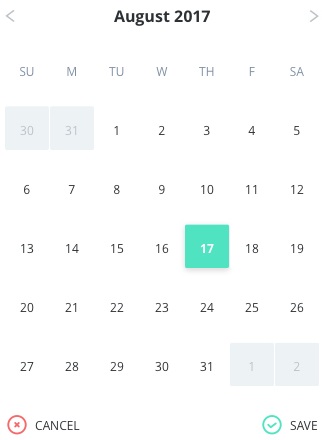 August 2017
SU M TU W TH F SA
30 31 1 2 3 4 5
6 7 8 9 10 11 12
13 14 15 16 17 18 19
20 21 22 23 24 25 26
27 28 29 30 31 1 2
CANCEL SAVE